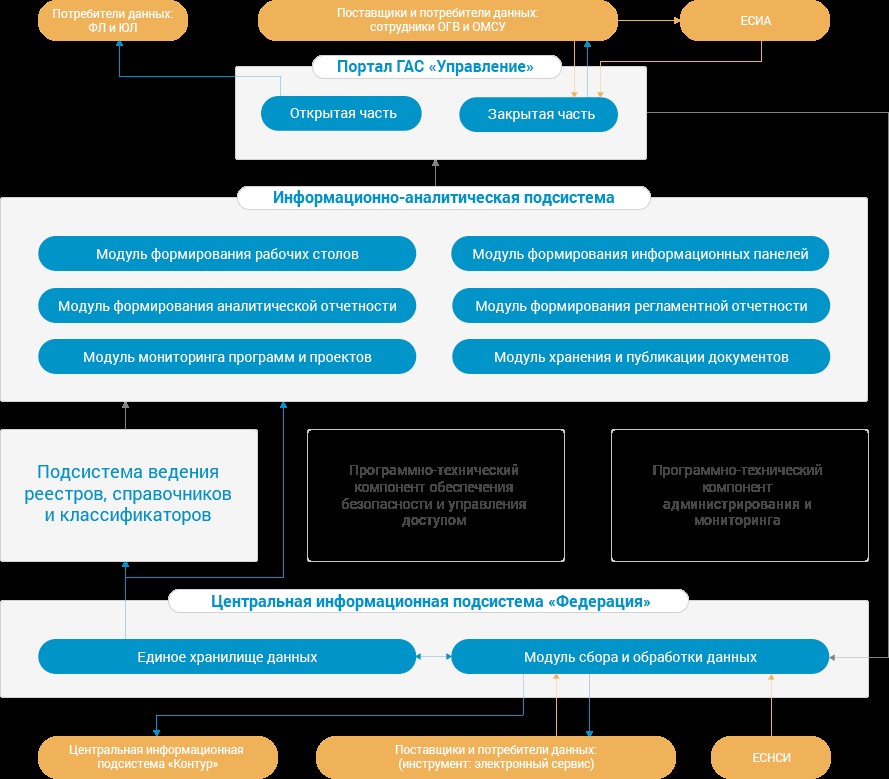 Потребители данных:
ФЛ и ЮЛ
Поставщики и потребители данных:
сотрудники ОГВ и ОМСУ
ЕСИА
Портал ГАС «Управление»
Открытая часть
Закрытая часть
Информационно-аналитическая подсистема
Модуль формирования рабочих столов
Модуль формирования информационных панелей
Модуль формирования аналитической отчетности
Модуль формирования регламентной отчетности
Модуль мониторинга программ и проектов
Модуль хранения и публикации документов
Подсистема ведения
реестров, справочников
и классификаторов
Программно-технический
компонент обеспечения
безопасности и управления
доступом
Программно-технический
компонент
администрирования и
мониторинга
Центральная информационная подсистема «Федерация»
Единое хранилище данных
Модуль сбора и обработки данных
Центральная информационная
подсистема «Контур»
Поставщики и потребители данных:
(инструмент: электронный сервис)
ЕСНСИ